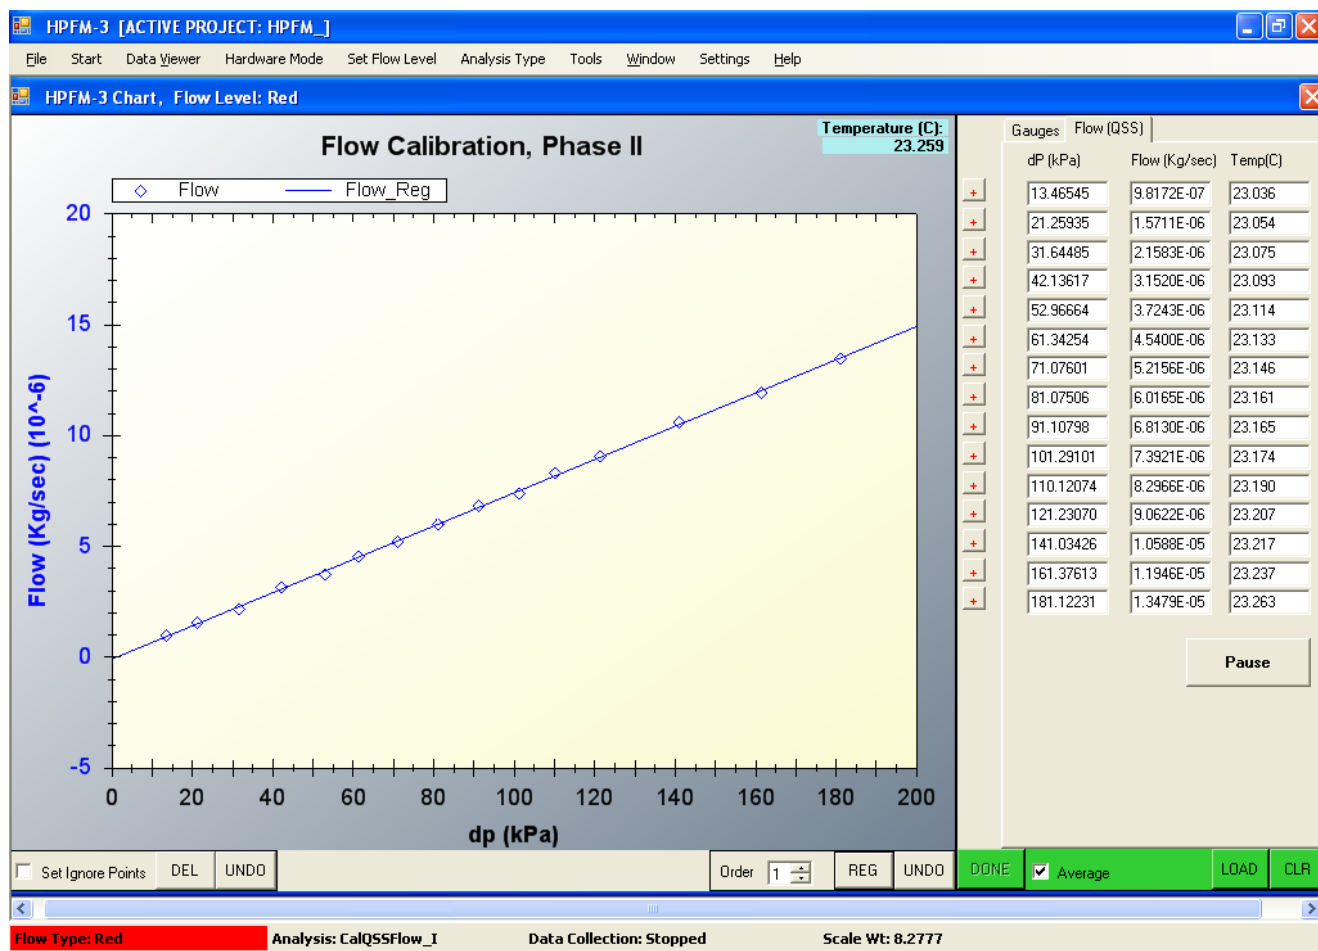 HPFM-3 [ACTIVE PROJECT: HPFM_]
File Start Data Viewer Hardware Mode Set Flow Level Analysis Type Tools Window Settings Help
HPFM-3 Chart, Flow Level: Red
Flow Calibration, Phase II
Temperature (C):
23.259
Flow Flow_Reg
Flow (Kg/sec) (10^-6)
20
15
10
5
0
-5
0 20 40 60 80 100 120 140 160 180 200
dp (kPa)
Gauges Flow (QSS)
dP (kPa) Flow (Kg/sec) Temp(C)
+ 13.46545 9.8172E-07 23.036
+ 21.25935 1.5711E-06 23.054
+ 31.64485 2.1583E-06 23.075
+ 42.13617 3.1520E-06 23.093
+ 52.96664 3.7243E-06 23.114
+ 61.34254 4.5400E-06 23.133
+ 71.07601 5.2156E-06 23.146
+ 81.07506 6.0165E-06 23.161
+ 91.10798 6.8130E-06 23.165
+ 101.29101 7.3921E-06 23.174
+ 110.12074 8.2966E-06 23.190
+ 121.23070 9.0622E-06 23.207
+ 141.03426 1.0588E-05 23.217
+ 161.37613 1.1946E-05 23.237
+ 181.12231 1.3479E-05 23.263
Pause
Set Ignore Points DEL UNDO Order 1 REG UNDO DONE Average LOAD CLR
Flow Type: Red Analysis: CalQSSFlow_I Data Collection: Stopped Scale Wt: 8.2777